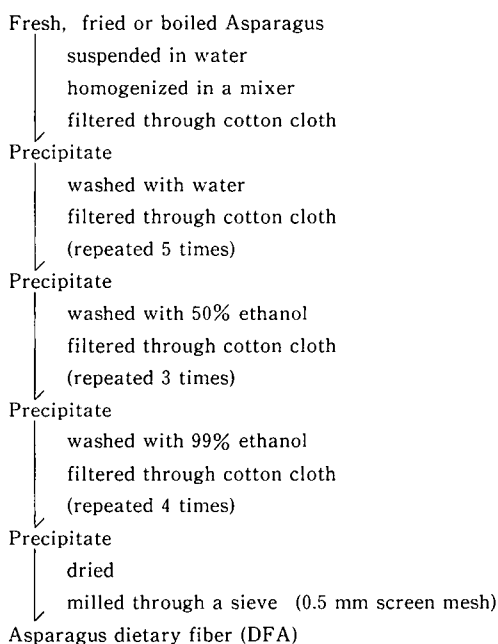 Fresh, fried or boiled Asparagus
suspended in water
homogenized in a mixer
filtered through cotton cloth
Precipitate
washed with water
filtered through cotton cloth
(repeated 5 times)
Precipitate
washed with 50% ethanol
filtered through cotton cloth
(repeated 3 times)
Precipitate
washed with 99% ethanol
filtered through cotton cloth
(repeated 4 times)
Precipitate
dried
milled through a sieve (0.5 mm screen mesh)
Asparagus dietary fiber (DFA)